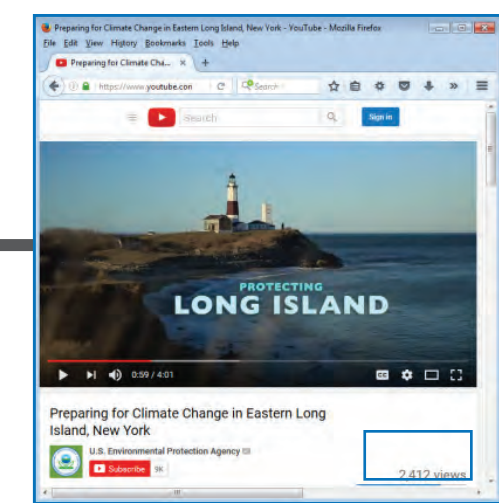 Preparing for Climate Change in Eastern Long Island, New York - YouTube - Mozilla Firefox
File Edit View History Bookmarks Tools Help
Preparing for Climate Cha... × +
https://www.youtube.con
Search
Search
Sign in
PROTECTING
LONG ISLAND
0:59 / 4:01
CC
Preparing for Climate Change in Eastern Long
Island, New York
U.S. Environmental Protection Agency
Subscribe 9K
2,412 views